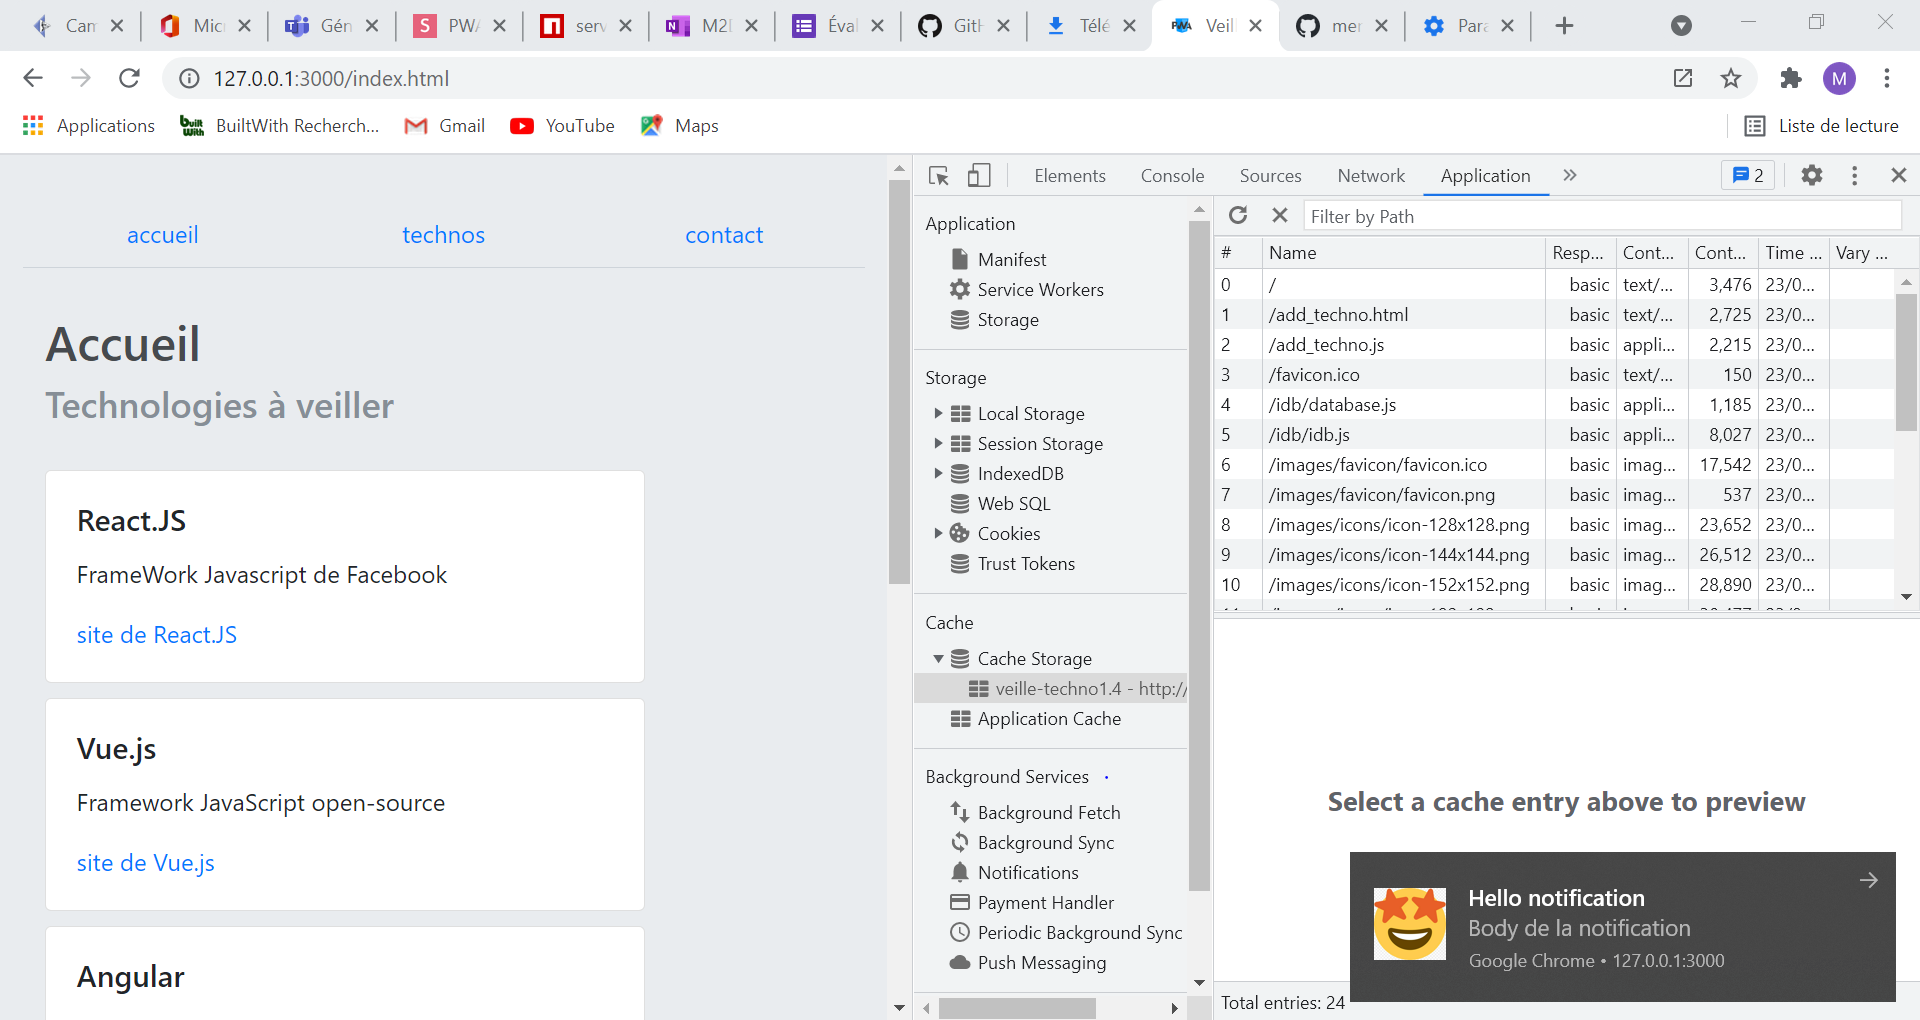 Cam
Mic
Gén
PWA
serv
M2I
Éval
GitH
Télé
Veil
mer
Para
127.0.0.1:3000/index.html
M
Applications
BuiltWith Recherch...
Gmail
YouTube
Maps
Liste de lecture
accueil
technos
contact
Accueil
Technologies à veiller
React.JS
FrameWork Javascript de Facebook
site de React.JS
Vue.js
Framework JavaScript open-source
site de Vue.js
Angular
Elements
Console
Sources
Network
Application
2
Application
Manifest
Service Workers
Storage
Storage
Local Storage
Session Storage
IndexedDB
Web SQL
Cookies
Trust Tokens
Cache
Cache Storage
veille-techno1.4 - http://
Application Cache
Background Services
Background Fetch
Background Sync
Notifications
Payment Handler
Periodic Background Sync
Push Messaging
Filter by Path
# Name Resp... Cont... Cont... Time ... Vary ...
0 / basic text/... 3,476 23/0...
1 /add_techno.html basic text/... 2,725 23/0...
2 /add_techno.js basic appli... 2,215 23/0...
3 /favicon.ico basic text/... 150 23/0...
4 /idb/database.js basic appli... 1,185 23/0...
5 /idb/idb.js basic appli... 8,027 23/0...
6 /images/favicon/favicon.ico basic imag... 17,542 23/0...
7 /images/favicon/favicon.png basic imag... 537 23/0...
8 /images/icons/icon-128x128.png basic imag... 23,652 23/0...
9 /images/icons/icon-144x144.png basic imag... 26,512 23/0...
10 /images/icons/icon-152x152.png basic imag... 28,890 23/0...
Select a cache entry above to preview
Hello notification
Body de la notification
Google Chrome • 127.0.0.1:3000
Total entries: 24